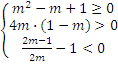 m² − m + 1 ≥ 0
4m · (1 − m) > 0
(2m−1)/(2m) − 1 < 0